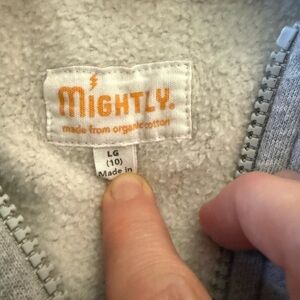 MiGHTLY.
made from organic cotton
LG
(10)
Made in